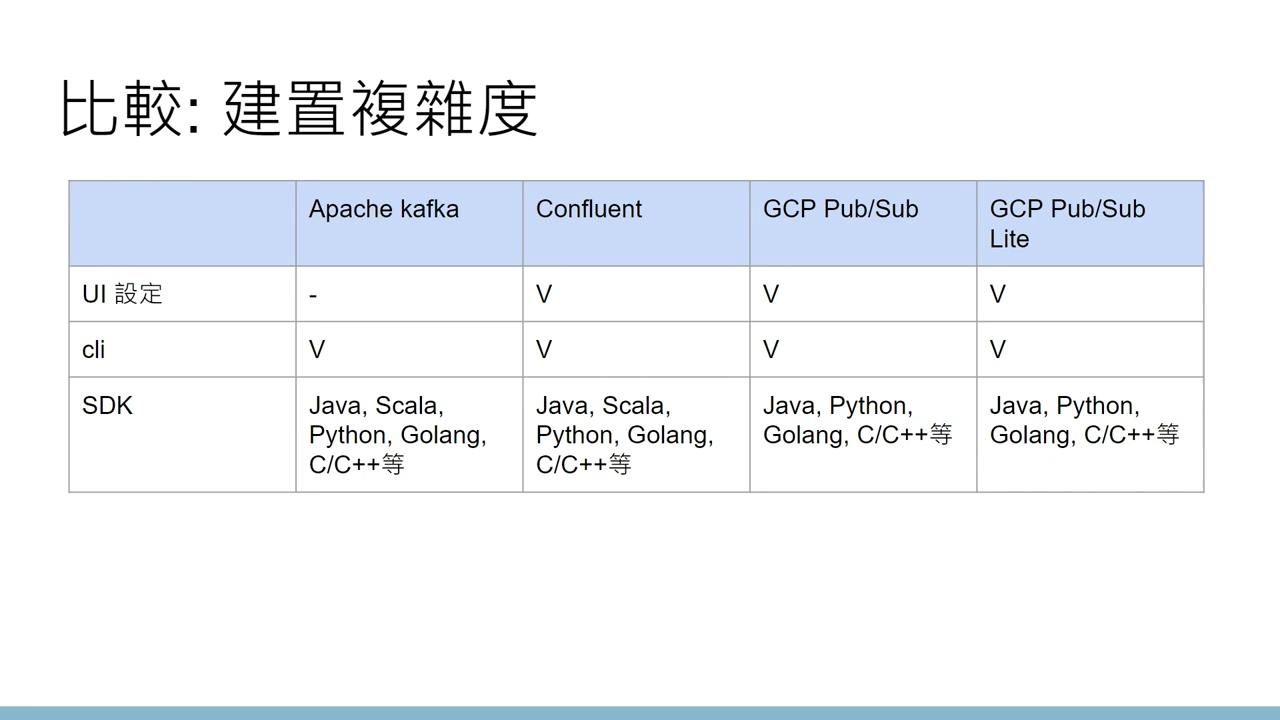 比較: 建置複雜度
Apache kafka
Confluent
GCP Pub/Sub
GCP Pub/Sub
Lite
UI 設定
-
V
V
V
cli
V
V
V
V
SDK
Java, Scala,
Python, Golang,
C/C++等
Java, Scala,
Python, Golang,
C/C++等
Java, Python,
Golang, C/C++等
Java, Python,
Golang, C/C++等